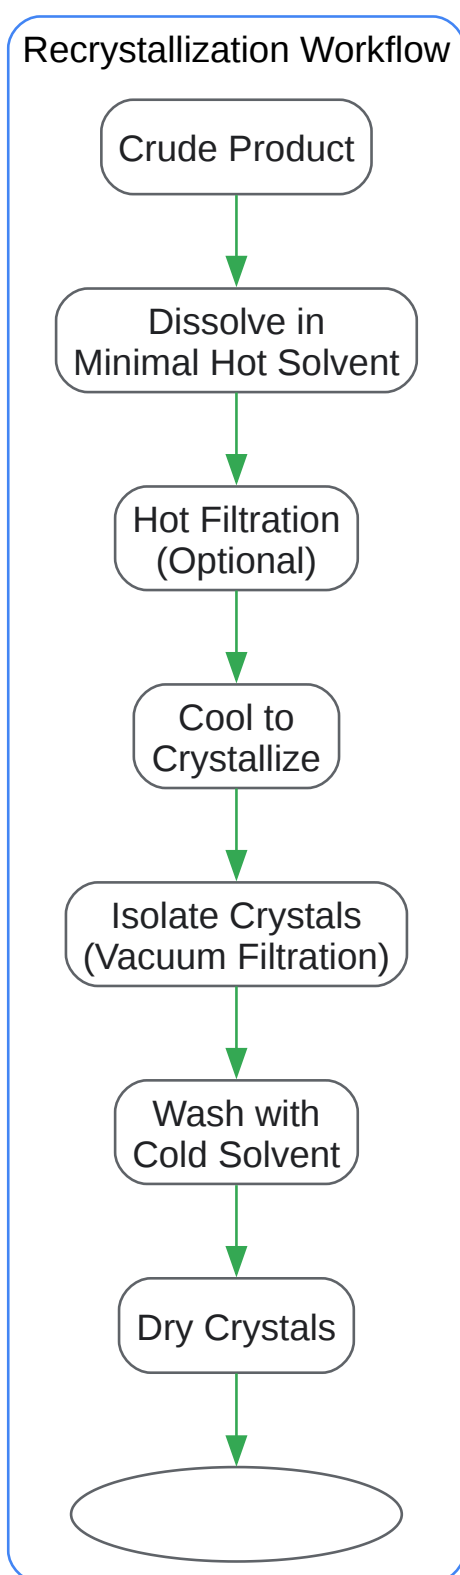 Recrystallization Workflow
Crude Product
Dissolve in
Minimal Hot Solvent
Hot Filtration
(Optional)
Cool to
Crystallize
Isolate Crystals
(Vacuum Filtration)
Wash with
Cold Solvent
Dry Crystals